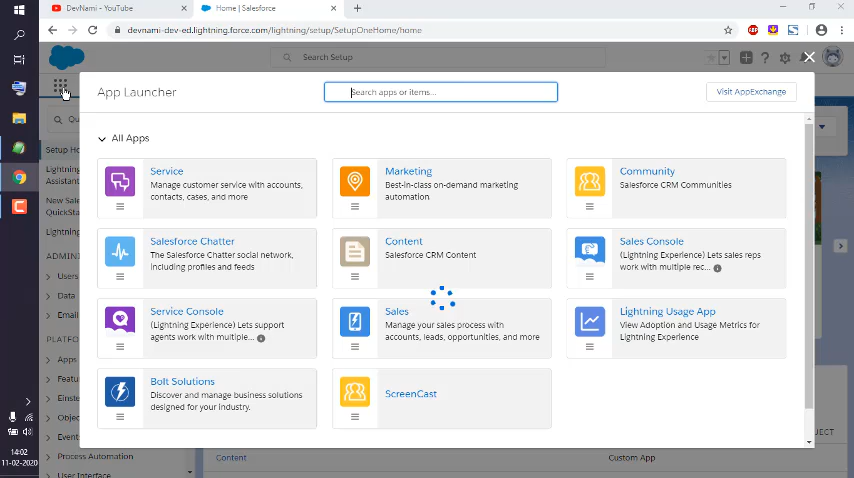 DevNami - YouTube
Home | Salesforce
devnami-dev-ed.lightning.force.com/lightning/setup/SetupOneHome/home
ABP
Search Setup
App Launcher
Search apps or items...
Visit AppExchange
Setup Ho
Lightning
Assistant
New Sale
QuickSta
Lightning
ADMINI
Users
Data
Email
PLATFO
Apps
Featu
Einste
Objec
Event
Process Automation
User Interface
All Apps
Service
Manage customer service with accounts,
contacts, cases, and more
Marketing
Best-in-class on-demand marketing
automation
Community
Salesforce CRM Communities
Salesforce Chatter
The Salesforce Chatter social network,
including profiles and feeds
Content
Salesforce CRM Content
Sales Console
(Lightning Experience) Lets sales reps
work with multiple rec...
Service Console
(Lightning Experience) Lets support
agents work with multiple...
Sales
Manage your sales process with
accounts, leads, opportunities, and more
Lightning Usage App
View Adoption and Usage Metrics for
Lightning Experience
Bolt Solutions
Discover and manage business solutions
designed for your industry.
ScreenCast
JECT
Content
Custom App
14:02
11-02-2020